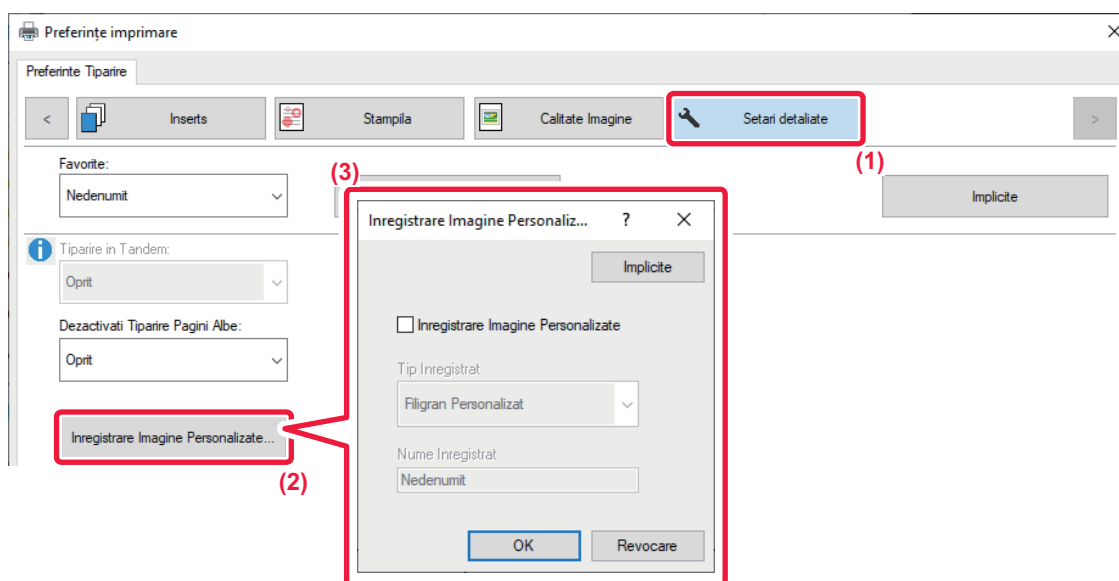 Preferințe imprimare
Preferinte Tiparire
< Inserts Stampila Calitate Imagine Setari detaliate >
(1)
Favorite:
(3)
Nedenumit
Implicite
Inregistrare Imagine Personaliz... ?
Tiparire in Tandem:
Oprit
Implicite
Dezactivati Tiparire Pagini Albe:
Inregistrare Imagine Personalizate
Oprit
Tip Inregistrat
Filigran Personalizat
Inregistrare Imagine Personalizate...
(2)
Nume Inregistrat
Nedenumit
OK Revocare